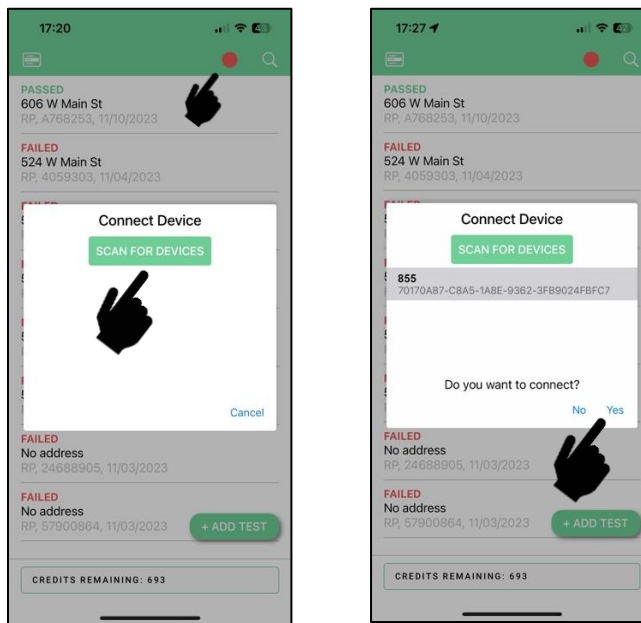 17:20
PASSED
606 W Main St
RP, A768253, 11/10/2023
FAILED
524 W Main St
RP, 4059303, 11/04/2023
Connect Device
SCAN FOR DEVICES
Cancel
FAILED
No address
RP, 24688905, 11/03/2023
FAILED
No address
RP, 57900864, 11/03/2023
+ ADD TEST
CREDITS REMAINING: 693
17:27
PASSED
606 W Main St
RP, A768253, 11/10/2023
FAILED
524 W Main St
RP, 4059303, 11/04/2023
Connect Device
SCAN FOR DEVICES
855
70170A87-C8A5-1A8E-9362-3FB9024FBFC7
Do you want to connect?
No Yes
FAILED
No address
RP, 24688905, 11/03/2023
FAILED
No address
RP, 57900864, 11/03/2023
+ ADD TEST
CREDITS REMAINING: 693